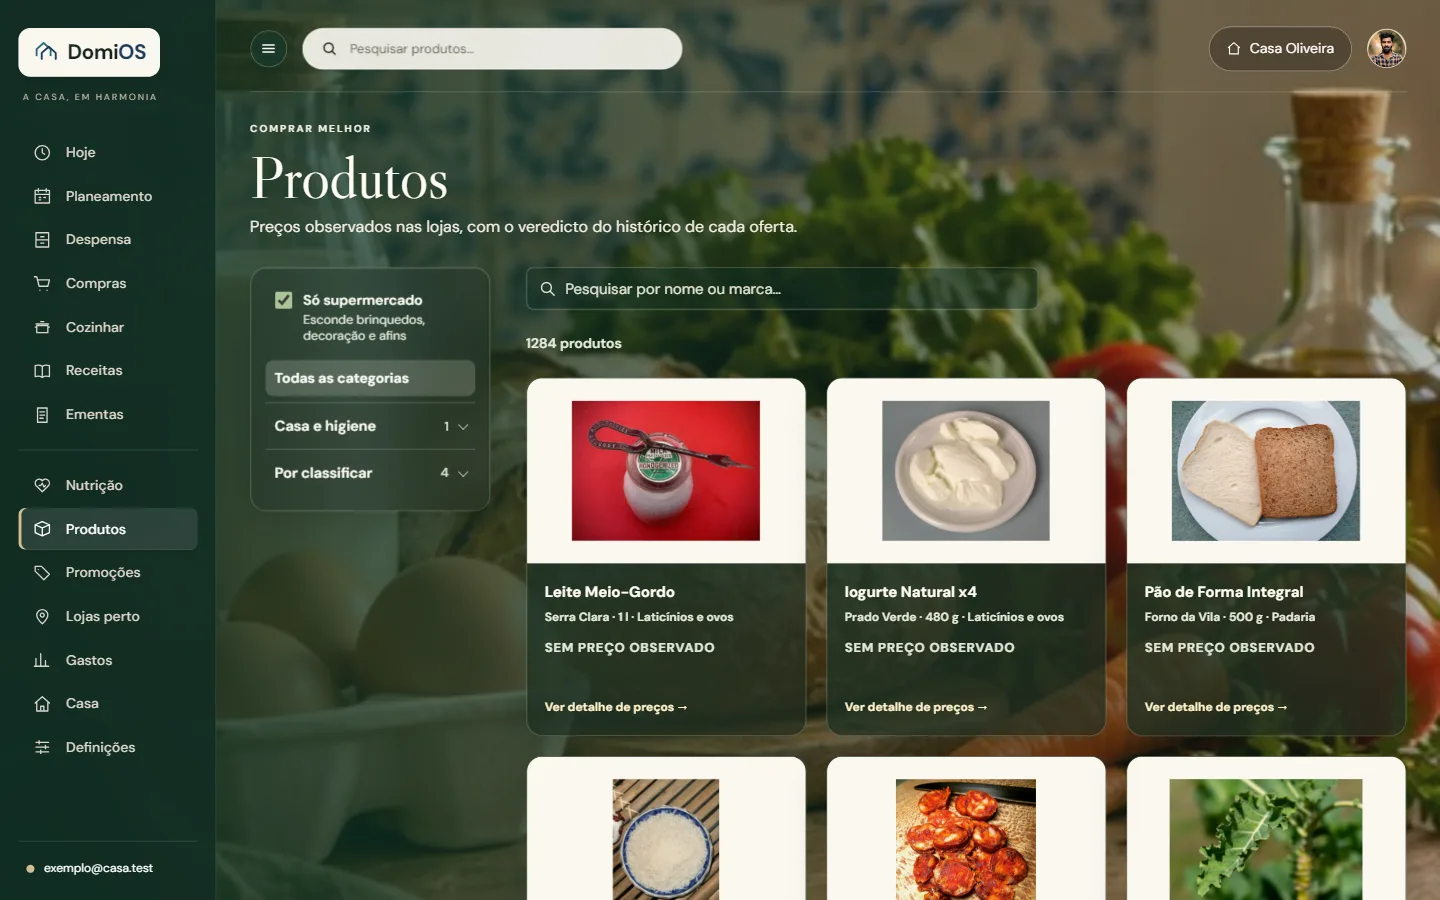 DomiOS
A CASA, EM HARMONIA
Hoje
Planeamento
Despensa
Compras
Cozinhar
Receitas
Ementas
Nutrição
Produtos
Promoções
Lojas perto
Gastos
Casa
Definições
exemplo@casa.test
Pesquisar produtos...
Casa Oliveira
COMPRAR MELHOR
Produtos
Preços observados nas lojas, com o veredicto do histórico de cada oferta.
Só supermercado
Esconde brinquedos,
decoração e afins
Todas as categorias
Casa e higiene 1
Por classificar 4
Pesquisar por nome ou marca...
1284 produtos
Leite Meio-Gordo
Serra Clara · 1 l · Laticínios e ovos
SEM PREÇO OBSERVADO
Ver detalhe de preços →
Iogurte Natural x4
Prado Verde · 480 g · Laticínios e ovos
SEM PREÇO OBSERVADO
Ver detalhe de preços →
Pão de Forma Integral
Forno da Vila · 500 g · Padaria
SEM PREÇO OBSERVADO
Ver detalhe de preços →